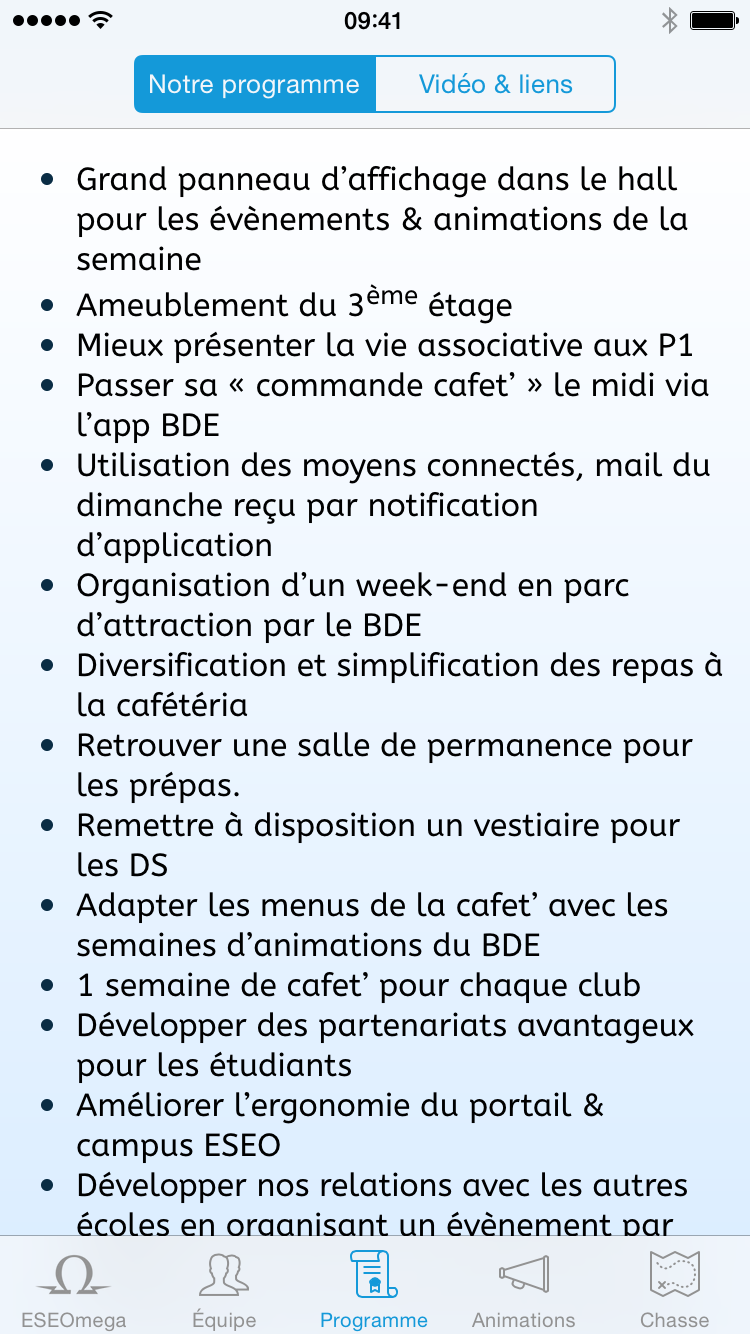 09:41
Notre programme
Vidéo & liens
• Grand panneau d’affichage dans le hall
pour les évènements & animations de la
semaine
• Ameublement du 3ème étage
• Mieux présenter la vie associative aux P1
• Passer sa « commande cafet’ » le midi via
l’app BDE
• Utilisation des moyens connectés, mail du
dimanche reçu par notification
d’application
• Organisation d’un week-end en parc
d’attraction par le BDE
• Diversification et simplification des repas à
la cafétéria
• Retrouver une salle de permanence pour
les prépas.
• Remettre à disposition un vestiaire pour
les DS
• Adapter les menus de la cafet’ avec les
semaines d’animations du BDE
• 1 semaine de cafet’ pour chaque club
• Développer des partenariats avantageux
pour les étudiants
• Améliorer l’ergonomie du portail &
campus ESEO
• Développer nos relations avec les autres
écoles en organisant un évènement par
ESEOmega
Équipe
Programme
Animations
Chasse